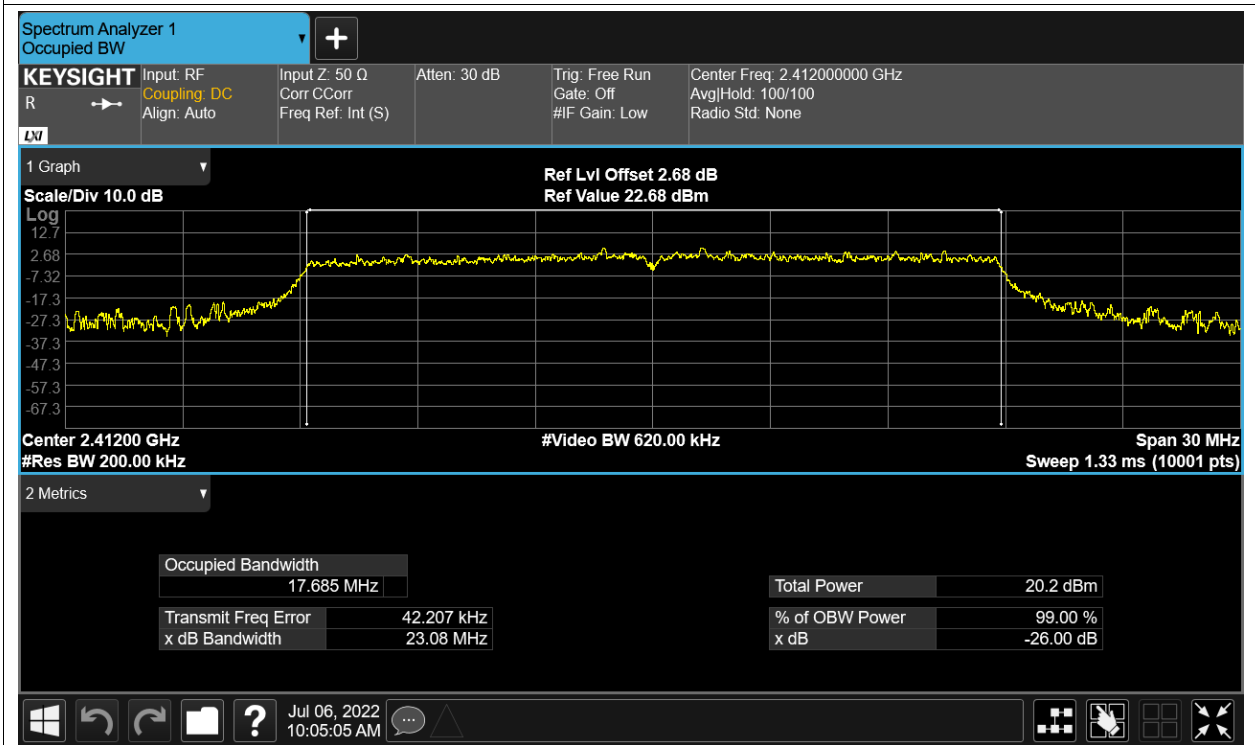 Spectrum Analyzer 1
Occupied BW
KEYSIGHT
R
LXI
Input: RF
Coupling: DC
Align: Auto
Input Z: 50 Ω
Corr CCorr
Freq Ref: Int (S)
Atten: 30 dB
Trig: Free Run
Gate: Off
#IF Gain: Low
Center Freq: 2.412000000 GHz
Avg|Hold: 100/100
Radio Std: None
1 Graph
Ref Lvl Offset 2.68 dB
Scale/Div 10.0 dB
Ref Value 22.68 dBm
Log
12.7
2.68
-7.32
-17.3
-27.3
-37.3
-47.3
-57.3
-67.3
Center 2.41200 GHz
#Video BW 620.00 kHz
Span 30 MHz
#Res BW 200.00 kHz
Sweep 1.33 ms (10001 pts)
2 Metrics
Occupied Bandwidth
17.685 MHz
Total Power 20.2 dBm
Transmit Freq Error 42.207 kHz
% of OBW Power 99.00 %
x dB Bandwidth 23.08 MHz
x dB -26.00 dB
?
Jul 06, 2022
10:05:05 AM